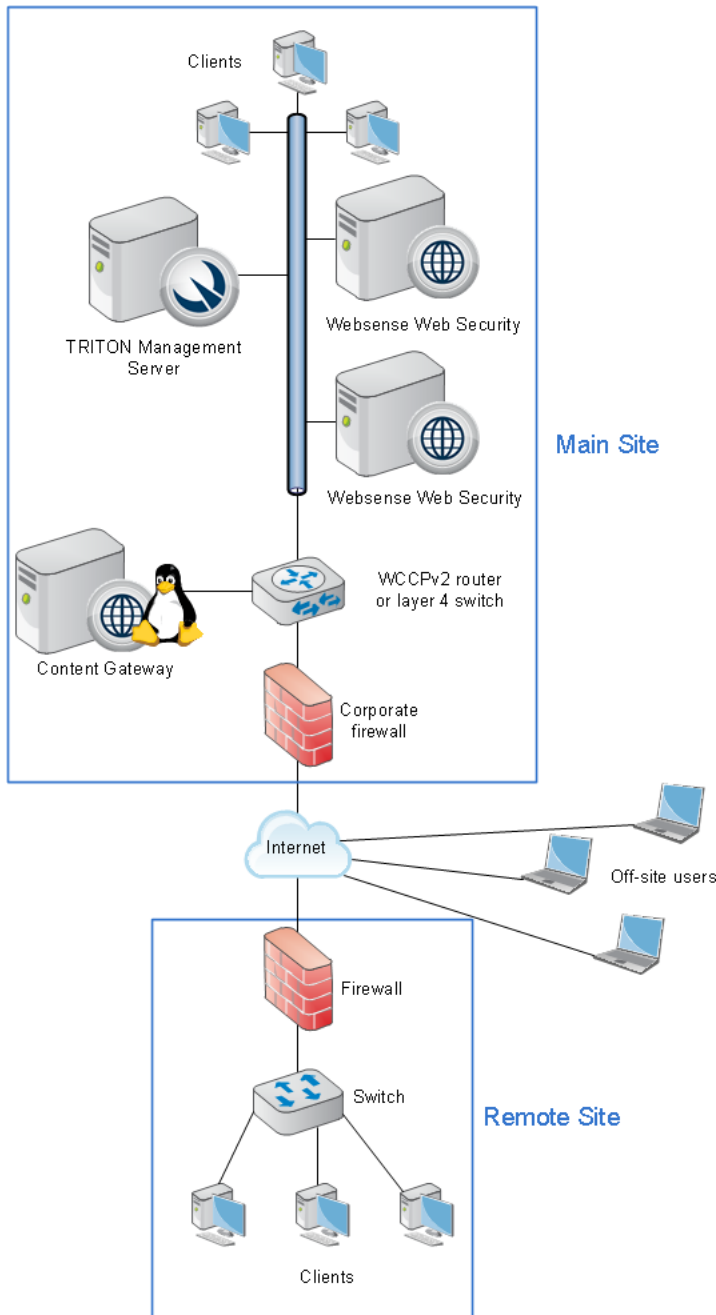 Clients
TRITON Management
Server
Websense Web Security
Websense Web Security
Main Site
WCCPv2 router
or layer 4 switch
Content Gateway
Corporate
firewall
Internet
Off-site users
Firewall
Switch
Remote Site
Clients